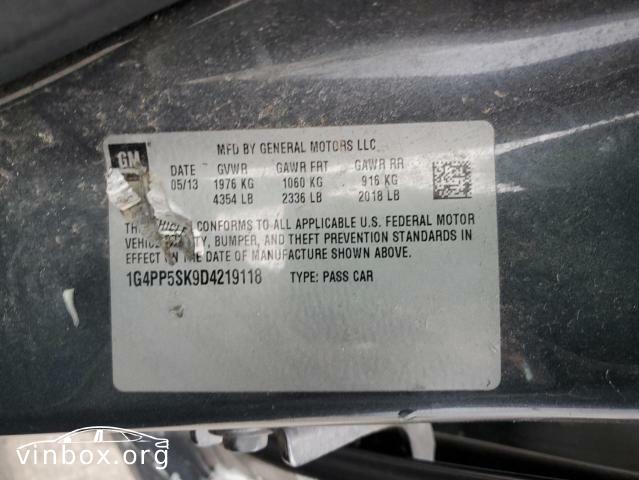 GM
MFD BY GENERAL MOTORS LLC
DATE GVWR GAWR FRT GAWR RR
05/13 1976 KG 1060 KG 916 KG
4354 LB 2336 LB 2018 LB
CONFORMS TO ALL APPLICABLE U.S. FEDERAL MOTOR
BUMPER, AND THEFT PREVENTION STANDARDS IN
EFFECT ON THE DATE OF MANUFACTURE SHOWN ABOVE.
1G4PP5SK9D4219118 TYPE: PASS CAR
vinbox.org